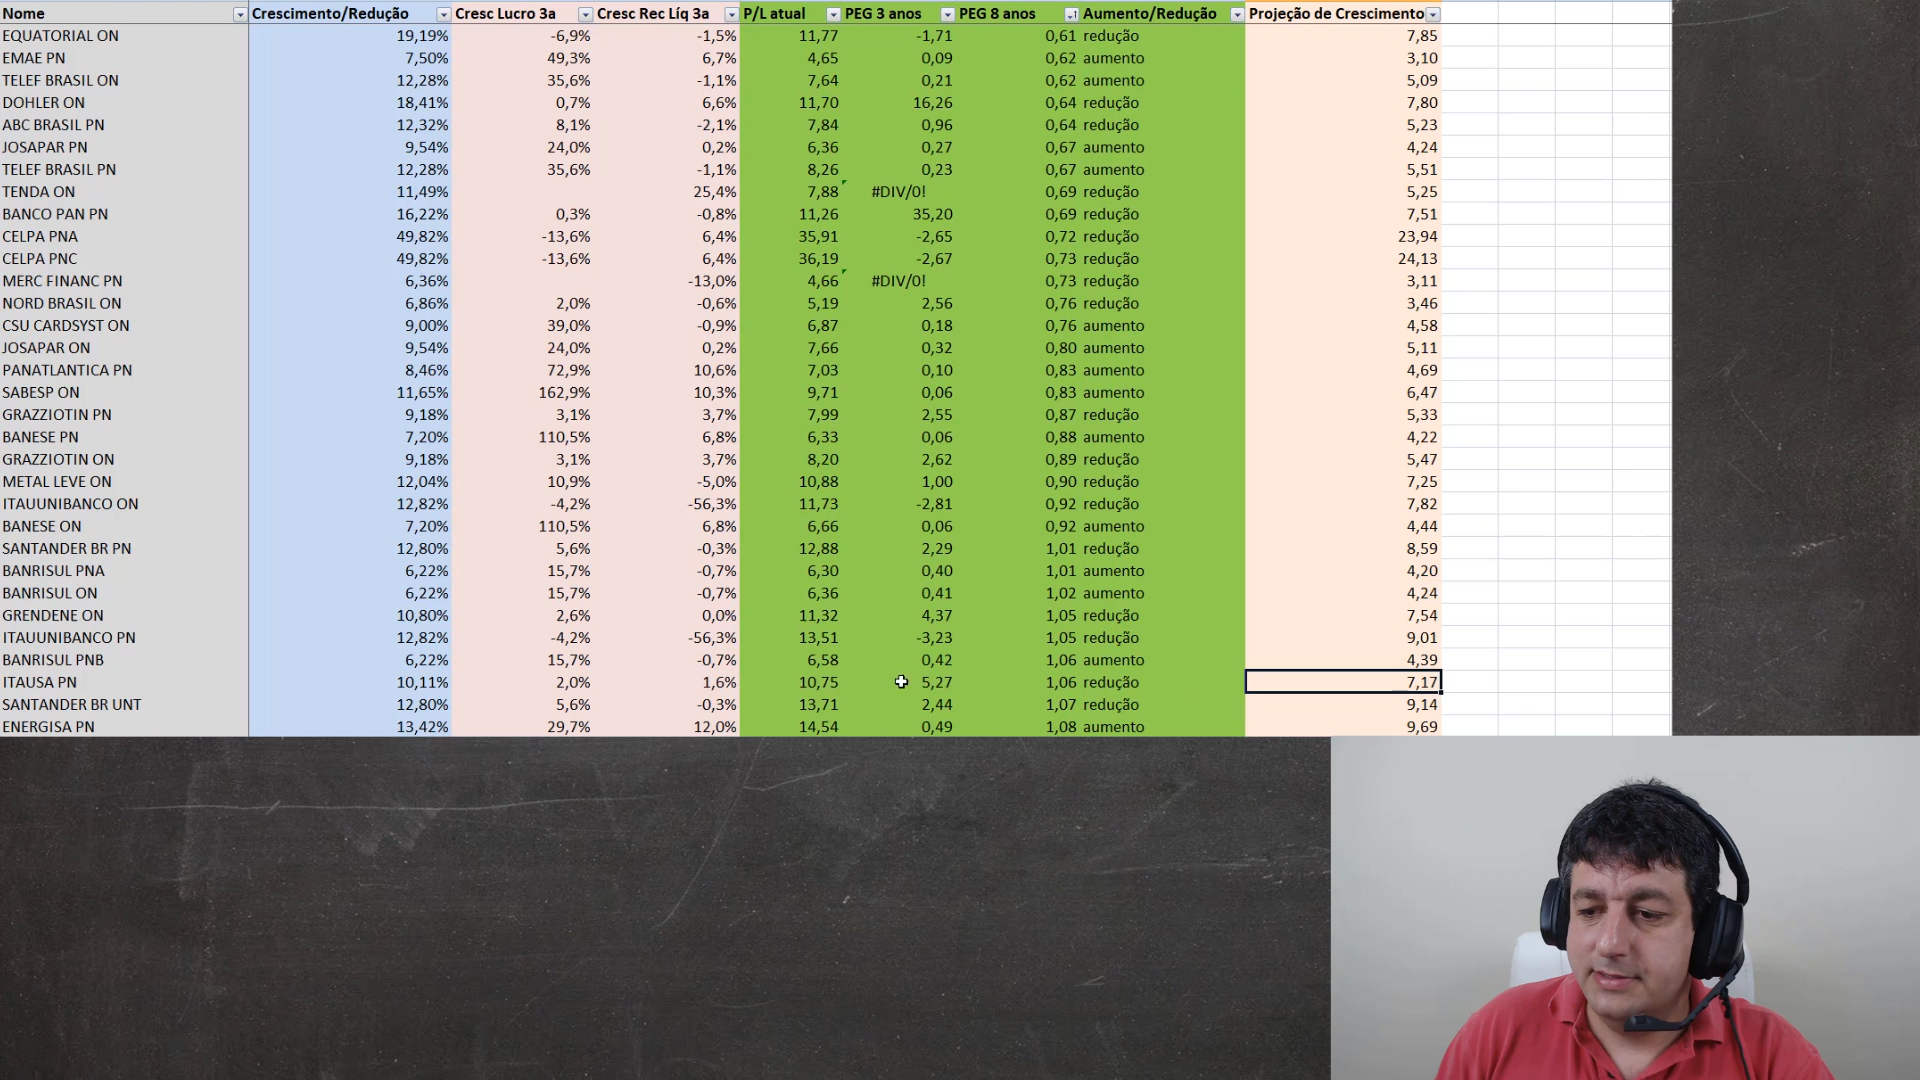 Nome Crescimento/Redução Cresc Lucro 3a Cresc Rec Líq 3a P/L atual PEG 3 anos PEG 8 anos Aumento/Redução Projeção de Crescimento
EQUATORIAL ON 19,19% -6,9% -1,5% 11,77 -1,71 0,61 redução 7,85
EMAE PN 7,50% 49,3% 6,7% 4,65 0,09 0,62 aumento 3,10
TELEF BRASIL ON 12,28% 35,6% -1,1% 7,64 0,21 0,62 aumento 5,09
DOHLER ON 18,41% 0,7% 6,6% 11,70 16,26 0,64 redução 7,80
ABC BRASIL PN 12,32% 8,1% -2,1% 7,84 0,96 0,64 redução 5,23
JOSAPAR PN 9,54% 24,0% 0,2% 6,36 0,27 0,67 aumento 4,24
TELEF BRASIL PN 12,28% 35,6% -1,1% 8,26 0,23 0,67 aumento 5,51
TENDA ON 11,49% 25,4% 7,88 #DIV/0! 0,69 redução 5,25
BANCO PAN PN 16,22% 0,3% -0,8% 11,26 35,20 0,69 redução 7,51
CELPA PNA 49,82% -13,6% 6,4% 35,91 -2,65 0,72 redução 23,94
CELPA PNC 49,82% -13,6% 6,4% 36,19 -2,67 0,73 redução 24,13
MERC FINANC PN 6,36% -13,0% 4,66 #DIV/0! 0,73 redução 3,11
NORD BRASIL ON 6,86% 2,0% -0,6% 5,19 2,56 0,76 redução 3,46
CSU CARDSYST ON 9,00% 39,0% -0,9% 6,87 0,18 0,76 aumento 4,58
JOSAPAR ON 9,54% 24,0% 0,2% 7,66 0,32 0,80 aumento 5,11
PANATLANTICA PN 8,46% 72,9% 10,6% 7,03 0,10 0,83 aumento 4,69
SABESP ON 11,65% 162,9% 10,3% 9,71 0,06 0,83 aumento 6,47
GRAZZIOTIN PN 9,18% 3,1% 3,7% 7,99 2,55 0,87 redução 5,33
BANESE PN 7,20% 110,5% 6,8% 6,33 0,06 0,88 aumento 4,22
GRAZZIOTIN ON 9,18% 3,1% 3,7% 8,20 2,62 0,89 redução 5,47
METAL LEVE ON 12,04% 10,9% -5,0% 10,88 1,00 0,90 redução 7,25
ITAUUNIBANCO ON 12,82% -4,2% -56,3% 11,73 -2,81 0,92 redução 7,82
BANESE ON 7,20% 110,5% 6,8% 6,66 0,06 0,92 aumento 4,44
SANTANDER BR PN 12,80% 5,6% -0,3% 12,88 2,29 1,01 redução 8,59
BANRISUL PNA 6,22% 15,7% -0,7% 6,30 0,40 1,01 aumento 4,20
BANRISUL ON 6,22% 15,7% -0,7% 6,36 0,41 1,02 aumento 4,24
GRENDENE ON 10,80% 2,6% 0,0% 11,32 4,37 1,05 redução 7,54
ITAUUNIBANCO PN 12,82% -4,2% -56,3% 13,51 -3,23 1,05 redução 9,01
BANRISUL PNB 6,22% 15,7% -0,7% 6,58 0,42 1,06 aumento 4,39
ITAUSA PN 10,11% 2,0% 1,6% 10,75 5,27 1,06 redução 7,17
SANTANDER BR UNT 12,80% 5,6% -0,3% 13,71 2,44 1,07 redução 9,14
ENERGISA PN 13,42% 29,7% 12,0% 14,54 0,49 1,08 aumento 9,69